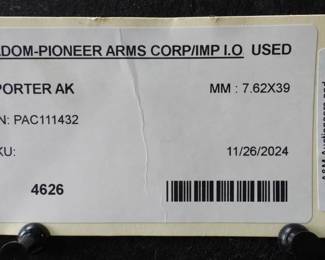 ADOM-PIONEER ARMS CORP/IMP I.O USED
PORTER AK MM : 7.62X39
N: PAC111432
KU: 11/26/2024
4626